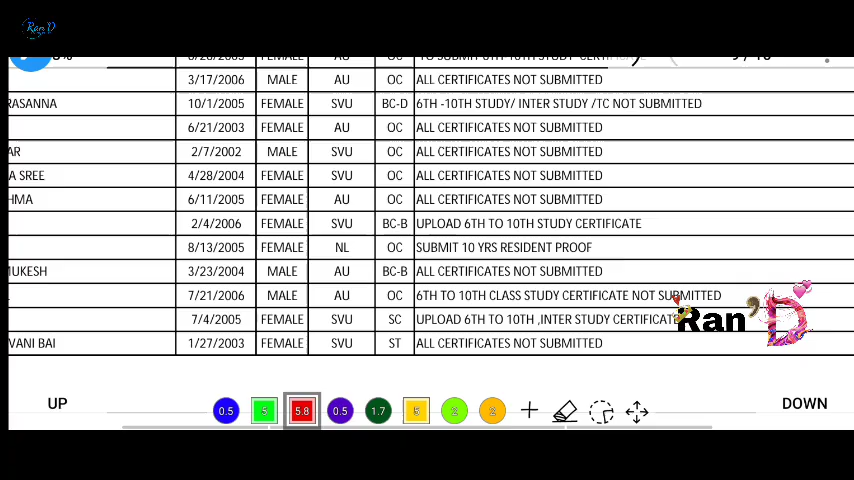 Ran'D
3/17/2006 MALE AU OC ALL CERTIFICATES NOT SUBMITTED
RASANNA 10/1/2005 FEMALE SVU BC-D 6TH -10TH STUDY/ INTER STUDY /TC NOT SUBMITTED
6/21/2003 FEMALE AU OC ALL CERTIFICATES NOT SUBMITTED
AR 2/7/2002 MALE SVU OC ALL CERTIFICATES NOT SUBMITTED
A SREE 4/28/2004 FEMALE SVU OC ALL CERTIFICATES NOT SUBMITTED
HMA 6/11/2005 FEMALE AU OC ALL CERTIFICATES NOT SUBMITTED
2/4/2006 FEMALE SVU BC-B UPLOAD 6TH TO 10TH STUDY CERTIFICATE
8/13/2005 FEMALE NL OC SUBMIT 10 YRS RESIDENT PROOF
MUKESH 3/23/2004 MALE AU BC-B ALL CERTIFICATES NOT SUBMITTED
7/21/2006 MALE AU OC 6TH TO 10TH CLASS STUDY CERTIFICATE NOT SUBMITTED
7/4/2005 FEMALE SVU SC UPLOAD 6TH TO 10TH ,INTER STUDY CERTIFICATE
Ran'D
VANI BAI 1/27/2003 FEMALE SVU ST ALL CERTIFICATES NOT SUBMITTED
UP 0.5 5 5.8 0.5 1.7 5 2 2 DOWN